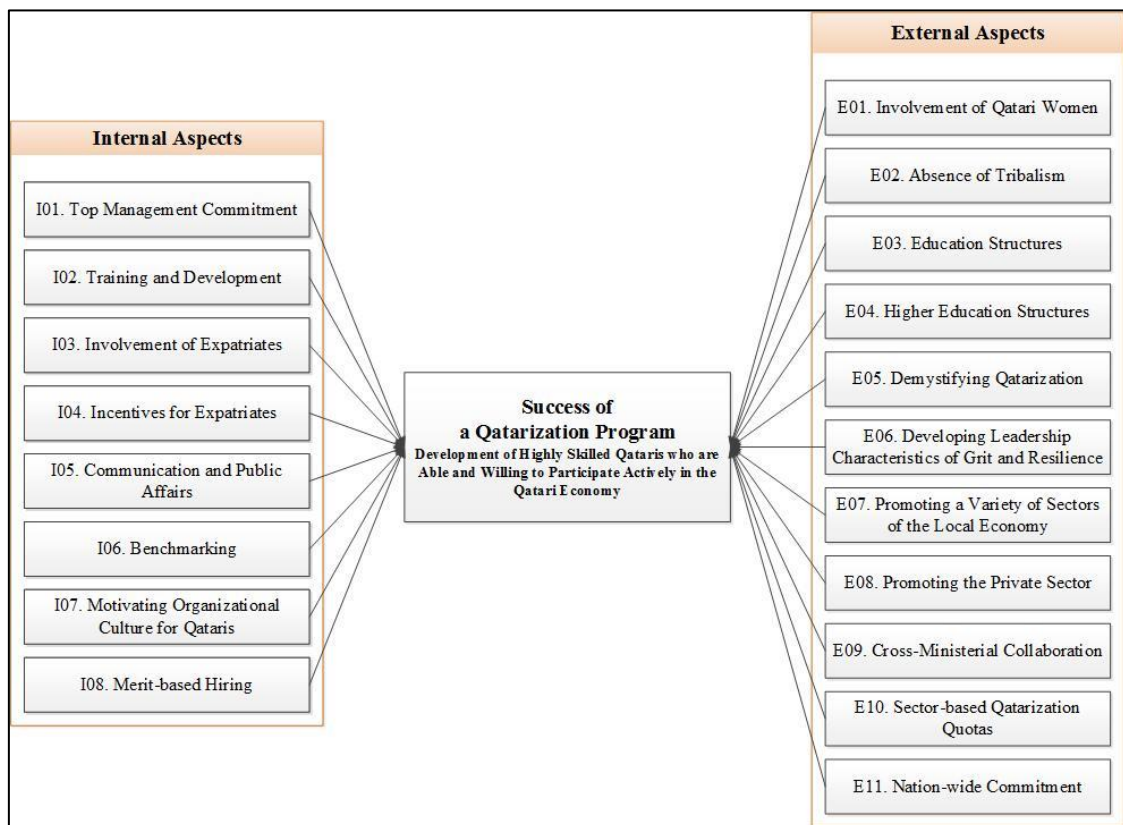 Internal Aspects
I01. Top Management Commitment
I02. Training and Development
I03. Involvement of Expatriates
I04. Incentives for Expatriates
I05. Communication and Public
Affairs
I06. Benchmarking
I07. Motivating Organizational
Culture for Qataris
I08. Merit-based Hiring
Success of
a Qatarization Program
Development of Highly Skilled Qataris who are
Able and Willing to Participate Actively in the
Qatari Economy
External Aspects
E01. Involvement of Qatari Women
E02. Absence of Tribalism
E03. Education Structures
E04. Higher Education Structures
E05. Demystifying Qatarization
E06. Developing Leadership
Characteristics of Grit and Resilience
E07. Promoting a Variety of Sectors
of the Local Economy
E08. Promoting the Private Sector
E09. Cross-Ministerial Collaboration
E10. Sector-based Qatarization
Quotas
E11. Nation-wide Commitment